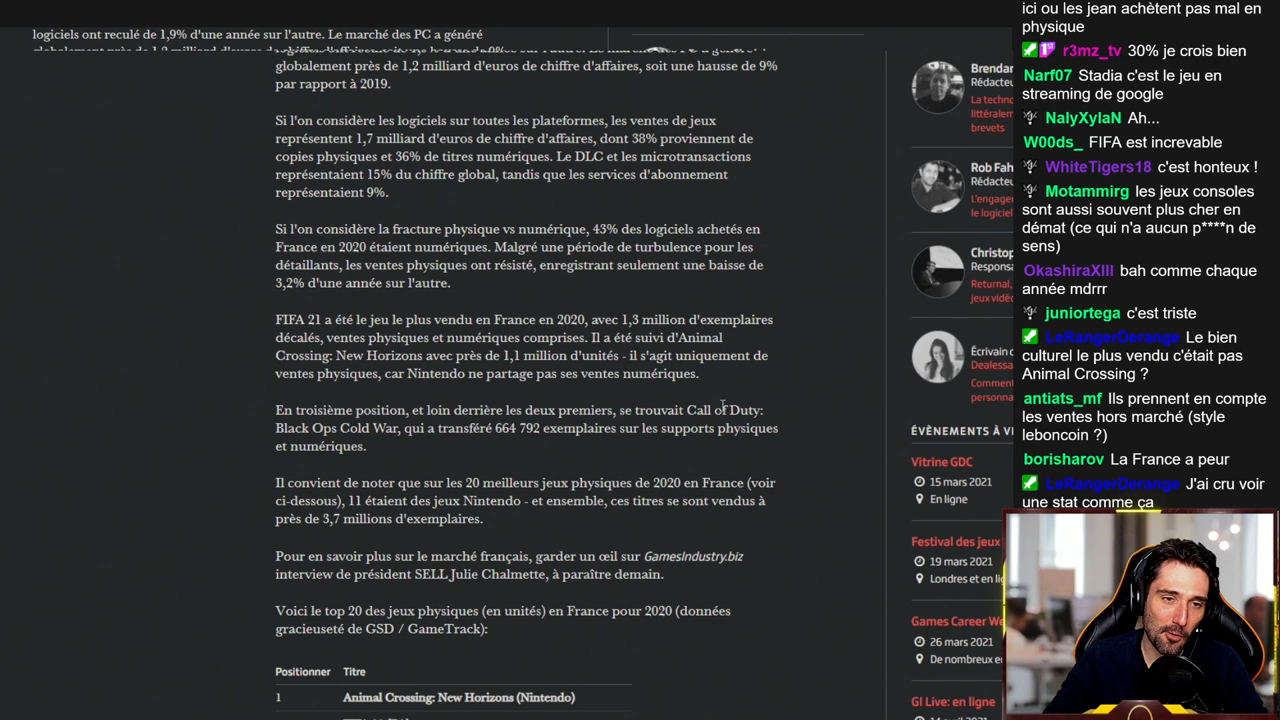 logiciels ont reculé de 1,9% d'une année sur l'autre. Le marché des PC a généré
globalement près de 1,2 milliard d'euros de chiffre d'affaires, soit une hausse de 9%
par rapport à 2019.
Si l'on considère les logiciels sur toutes les plateformes, les ventes de jeux
représentent 1,7 milliard d'euros de chiffre d'affaires, dont 38% proviennent de
copies physiques et 36% de titres numériques. Le DLC et les microtransactions
représentaient 15% du chiffre global, tandis que les services d'abonnement
représentaient 9%.
Si l'on considère la fracture physique vs numérique, 43% des logiciels achetés en
France en 2020 étaient numériques. Malgré une période de turbulence pour les
détaillants, les ventes physiques ont résisté, enregistrant seulement une baisse de
3,2% d'une année sur l'autre.
FIFA 21 a été le jeu le plus vendu en France en 2020, avec 1,3 million d'exemplaires
décalés, ventes physiques et numériques comprises. Il a été suivi d'Animal
Crossing: New Horizons avec près de 1,1 million d'unités - il s'agit uniquement de
ventes physiques, car Nintendo ne partage pas ses ventes numériques.
En troisième position, et loin derrière les deux premiers, se trouvait Call of Duty:
Black Ops Cold War, qui a transféré 664 792 exemplaires sur les supports physiques
et numériques.
Il convient de noter que sur les 20 meilleurs jeux physiques de 2020 en France (voir
ci-dessous), 11 étaient des jeux Nintendo - et ensemble, ces titres se sont vendus à
près de 3,7 millions d'exemplaires.
Pour en savoir plus sur le marché français, garder un œil sur GamesIndustry.biz
interview de président SELL Julie Chalmette, à paraître demain.
Voici le top 20 des jeux physiques (en unités) en France pour 2020 (données
gracieuseté de GSD / GameTrack):
Positionner Titre
1 Animal Crossing: New Horizons (Nintendo)
Brendan
Rédacteu
La techno
littéralem
brevets
Rob Fah
Rédacteu
L'engagem
le logiciel
Christop
Responsa
Returnal,
jeux vidéo
Écrivain c
Dealessa
Comment
personna
ÉVÈNEMENTS À V
Vitrine GDC
15 mars 2021
En ligne
Festival des jeux
19 mars 2021
Londres et en lig
Games Career We
26 mars 2021
De nombreux e
GI Live: en ligne
ici ou les jean achètent pas mal en
physique
r3mz_tv 30% je crois bien
Narf07 Stadia c'est le jeu en
streaming de google
NalyXylaN Ah...
W00ds_ FIFA est increvable
WhiteTigers18 c'est honteux !
Motammirg les jeux consoles
sont aussi souvent plus cher en
démat (ce qui n'a aucun p****n de
sens)
OkashiraXIII bah comme chaque
année mdrrr
juniortega c'est triste
LeRangerDerange Le bien
culturel le plus vendu c'était pas
Animal Crossing ?
antiats_mf Ils prennent en compte
les ventes hors marché (style
leboncoin ?)
borisharov La France a peur
LeRangerDerange J'ai cru voir
une stat comme ça